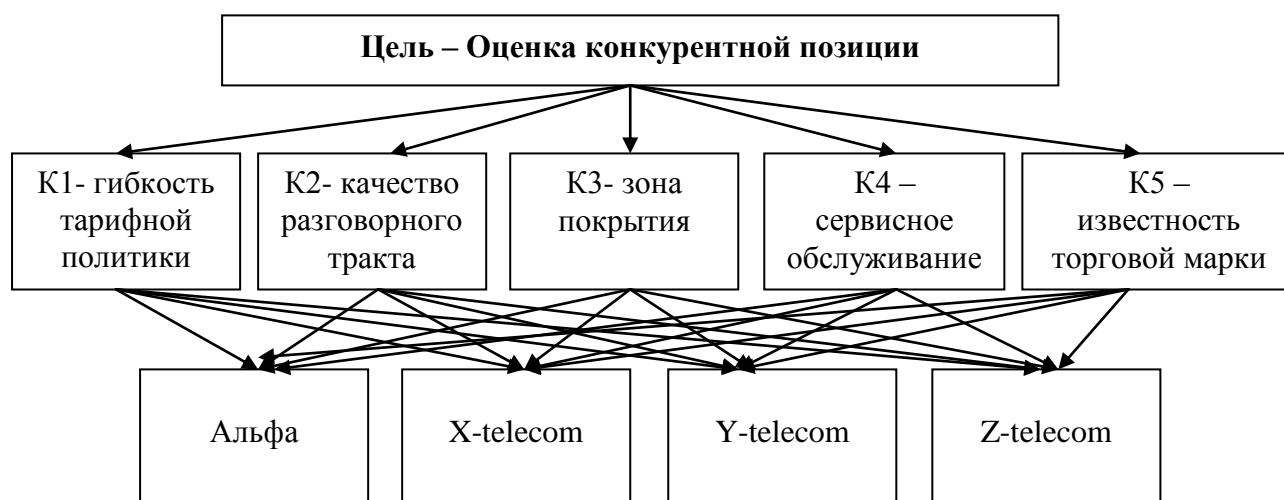 Цель – Оценка конкурентной позиции
К1- гибкость
тарифной
политики
К2- качество
разговорного
тракта
К3- зона
покрытия
К4 –
сервисное
обслуживание
К5 –
известность
торговой марки
Альфа
X-telecom
Y-telecom
Z-telecom